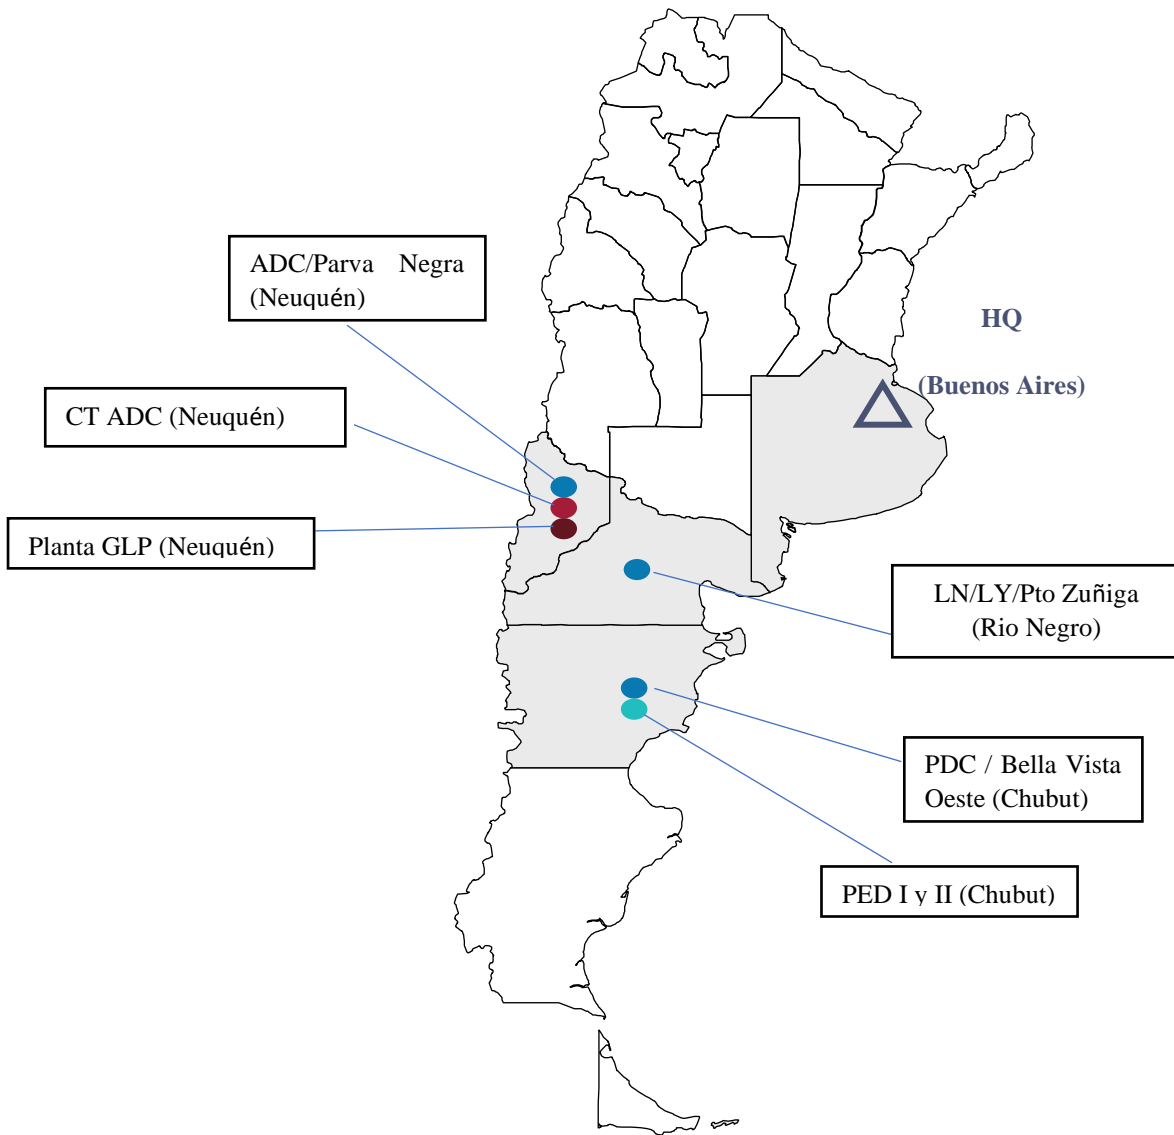 ADC/Parva Negra
(Neuquén)
HQ
(Buenos Aires)
CT ADC (Neuquén)
Planta GLP (Neuquén)
LN/LY/Pto Zuñiga
(Rio Negro)
PDC / Bella Vista
Oeste (Chubut)
PED I y II (Chubut)